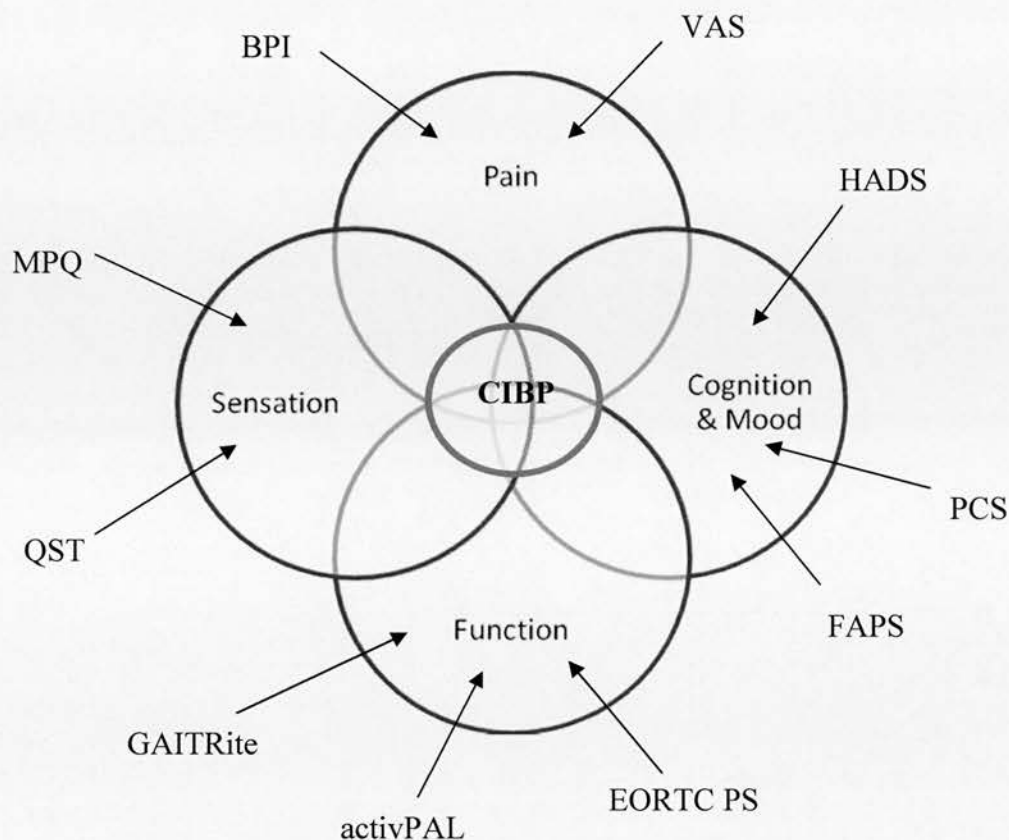 BPI
VAS
Pain
HADS
MPQ
CIBP
Sensation
Cognition
& Mood
PCS
QST
FAPS
Function
GAITRite
EORTC PS
activPAL